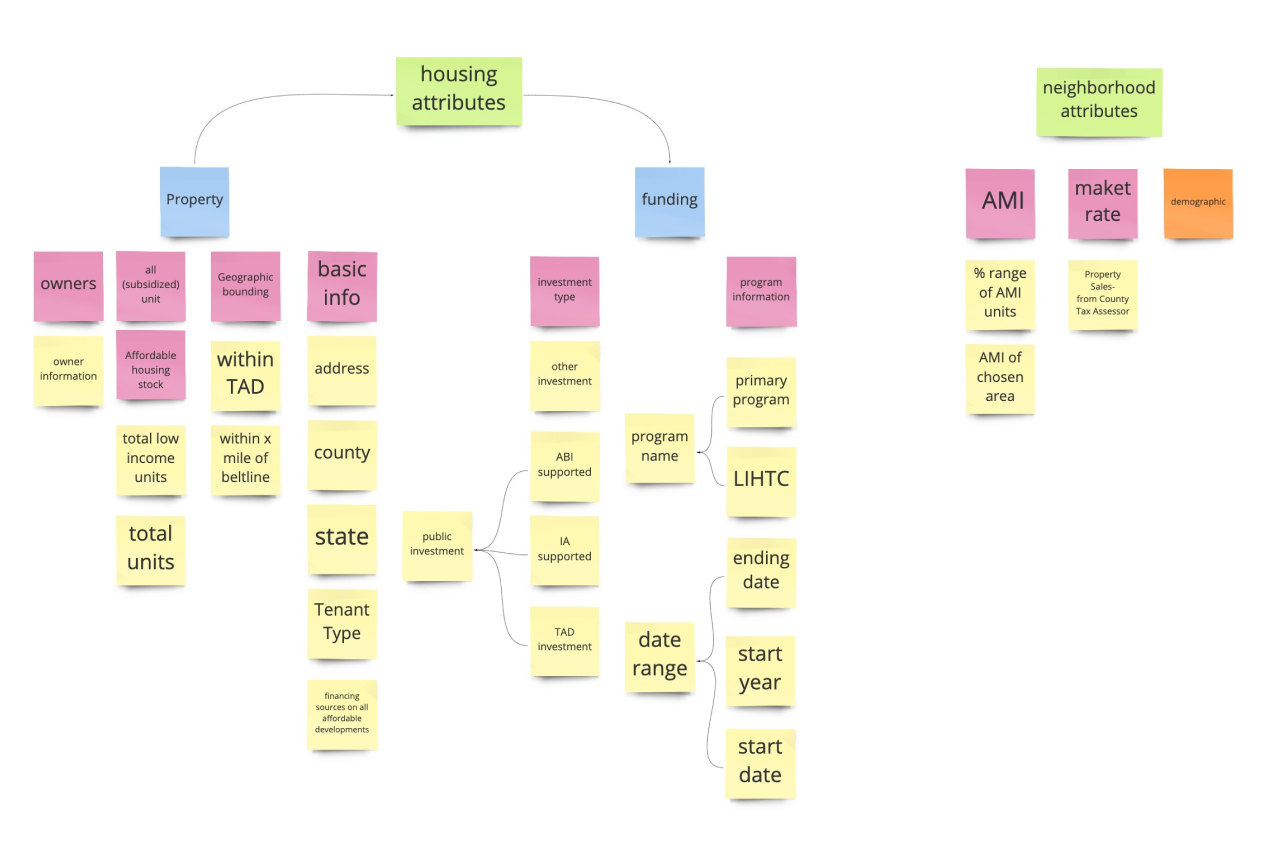 housing
attributes
neighborhood
attributes
Property
funding
AMI
maket
rate
demographic
owners
all
(subsidized)
unit
Geographic
bounding
basic
info
investment
type
program
information
% range
of AMI
units
Property
Sales-
from County
Tax Assessor
owner
information
Affordable
housing
stock
within
TAD
address
other
investment
primary
program
AMI of
chosen
area
total low
income
units
within x
mile of
beltline
county
ABI
supported
program
name
LIHTC
total
units
state
public
investment
IA
supported
ending
date
Tenant
Type
TAD
investment
date
range
start
year
financing
sources on all
affordable
developments
start
date